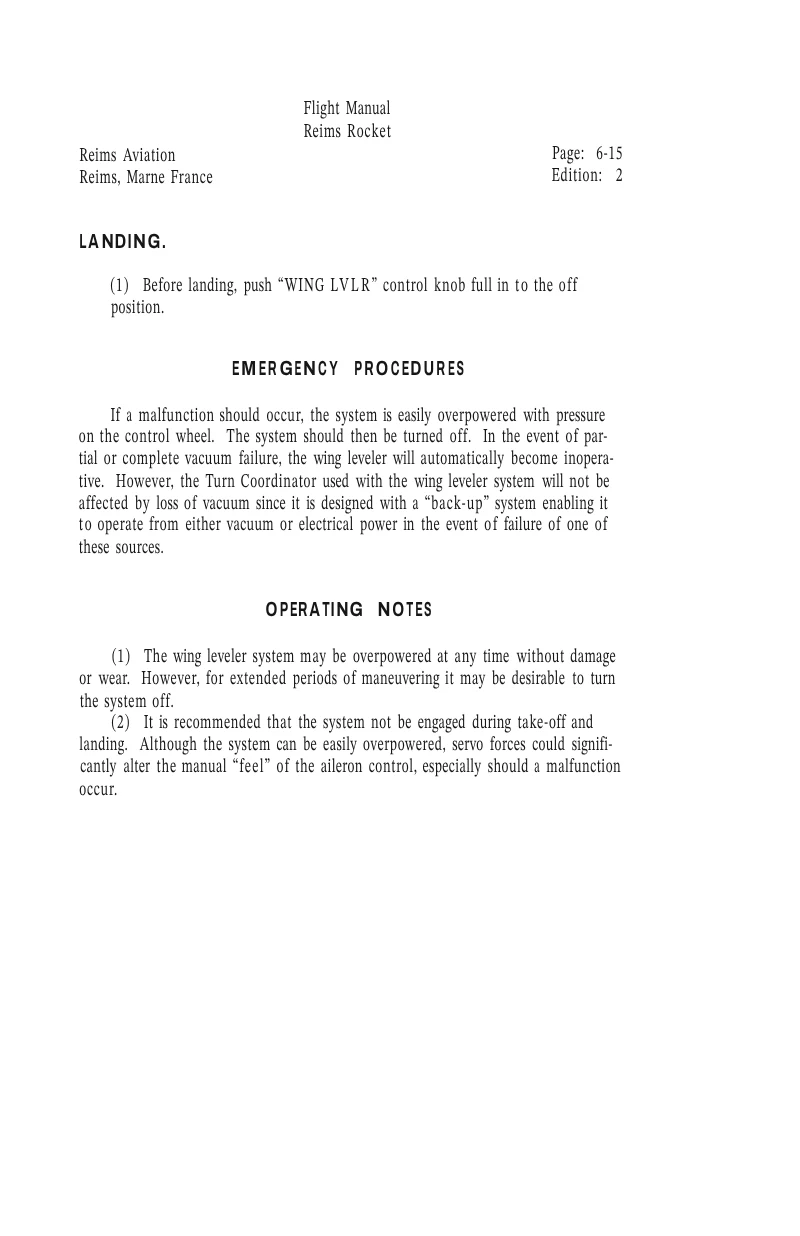 Flight Manual
Reims Rocket
Reims Aviation
Page: 6-15
Reims, Marne France
Edition: 2
LANDING.
(1) Before landing, push “WING LVLR” control knob full in to the off
position.
EMERGENCY PROCEDURES
If a malfunction should occur, the system is easily overpowered with pressure
on the control wheel. The system should then be turned off. In the event of par-
tial or complete vacuum failure, the wing leveler will automatically become inopera-
tive. However, the Turn Coordinator used with the wing leveler system will not be
affected by loss of vacuum since it is designed with a “back-up” system enabling it
to operate from either vacuum or electrical power in the event of failure of one of
these sources.
OPERATING NOTES
(1) The wing leveler system may be overpowered at any time without damage
or wear. However, for extended periods of maneuvering it may be desirable to turn
the system off.
(2) It is recommended that the system not be engaged during take-off and
landing. Although the system can be easily overpowered, servo forces could signifi-
cantly alter the manual “feel” of the aileron control, especially should a malfunction
occur.